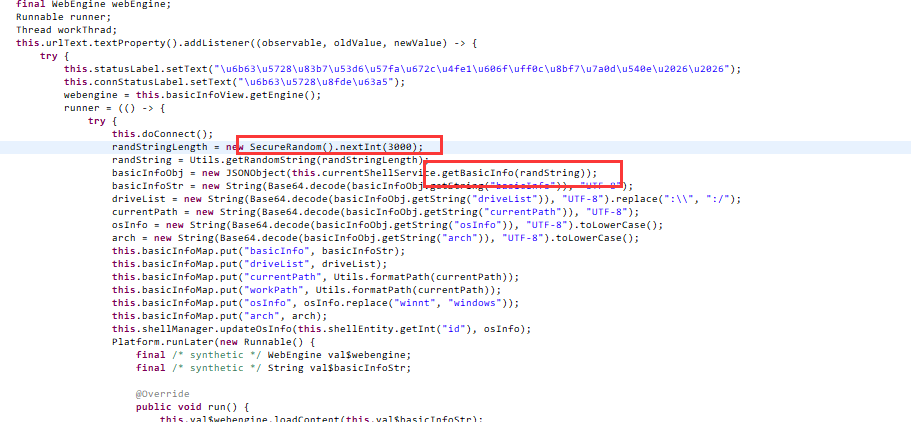 final WebEngine webEngine;
Runnable runner;
Thread workThrad;
this.urlText.textProperty().addListener((observable, oldValue, newValue) -> {
try {
this.statusLabel.setText("\u6b63\u5728\u83b7\u53d6\u57fa\u672c\u4fe1\u606f\uff0c\u8bf7\u7a0d\u540e\u2026\u2026");
this.connStatusLabel.setText("\u6b63\u5728\u8fde\u63a5");
webengine = this.basicInfoView.getEngine();
runner = (() -> {
try {
this.doConnect();
randStringLength = new SecureRandom().nextInt(3000);
randString = Utils.getRandomString(randStringLength);
basicInfoObj = new JSONObject(this.currentShellService.getBasicInfo(randString));
basicInfoStr = new String(Base64.decode(basicInfoObj.getString("basicInfo")), "UTF-8");
driveList = new String(Base64.decode(basicInfoObj.getString("driveList")), "UTF-8").replace(":\\", ":/");
currentPath = new String(Base64.decode(basicInfoObj.getString("currentPath")), "UTF-8");
osInfo = new String(Base64.decode(basicInfoObj.getString("osInfo")), "UTF-8").toLowerCase();
arch = new String(Base64.decode(basicInfoObj.getString("arch")), "UTF-8").toLowerCase();
this.basicInfoMap.put("basicInfo", basicInfoStr);
this.basicInfoMap.put("driveList", driveList);
this.basicInfoMap.put("currentPath", Utils.formatPath(currentPath));
this.basicInfoMap.put("workPath", Utils.formatPath(currentPath));
this.basicInfoMap.put("osInfo", osInfo.replace("winnt", "windows"));
this.basicInfoMap.put("arch", arch);
this.shellManager.updateOsInfo(this.shellEntity.getInt("id"), osInfo);
Platform.runLater(new Runnable() {
final /* synthetic */ WebEngine val$webengine;
final /* synthetic */ String val$basicInfoStr;
@Override
public void run() {
this.val$webengine.loadContent(this.val$basicInfoStr);